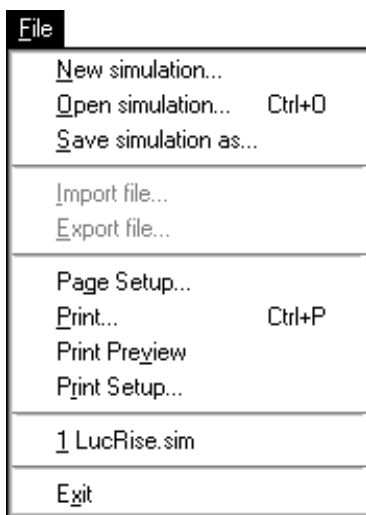 File
New simulation...
Open simulation... Ctrl+O
Save simulation as...
Import file...
Export file...
Page Setup...
Print... Ctrl+P
Print Preview
Print Setup...
1 LucRise.sim
Exit